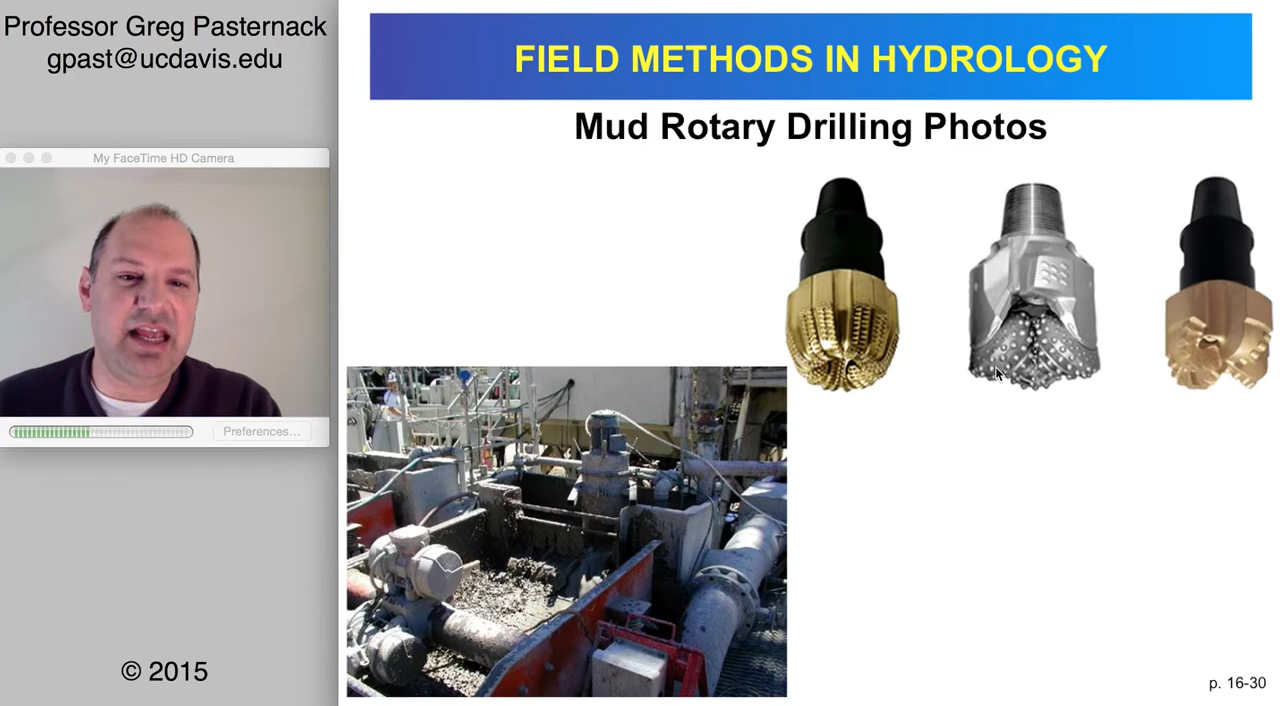 Professor Greg Pasternack
gpast@ucdavis.edu
My FaceTime HD Camera
Preferences...
© 2015
FIELD METHODS IN HYDROLOGY
Mud Rotary Drilling Photos
p. 16-30